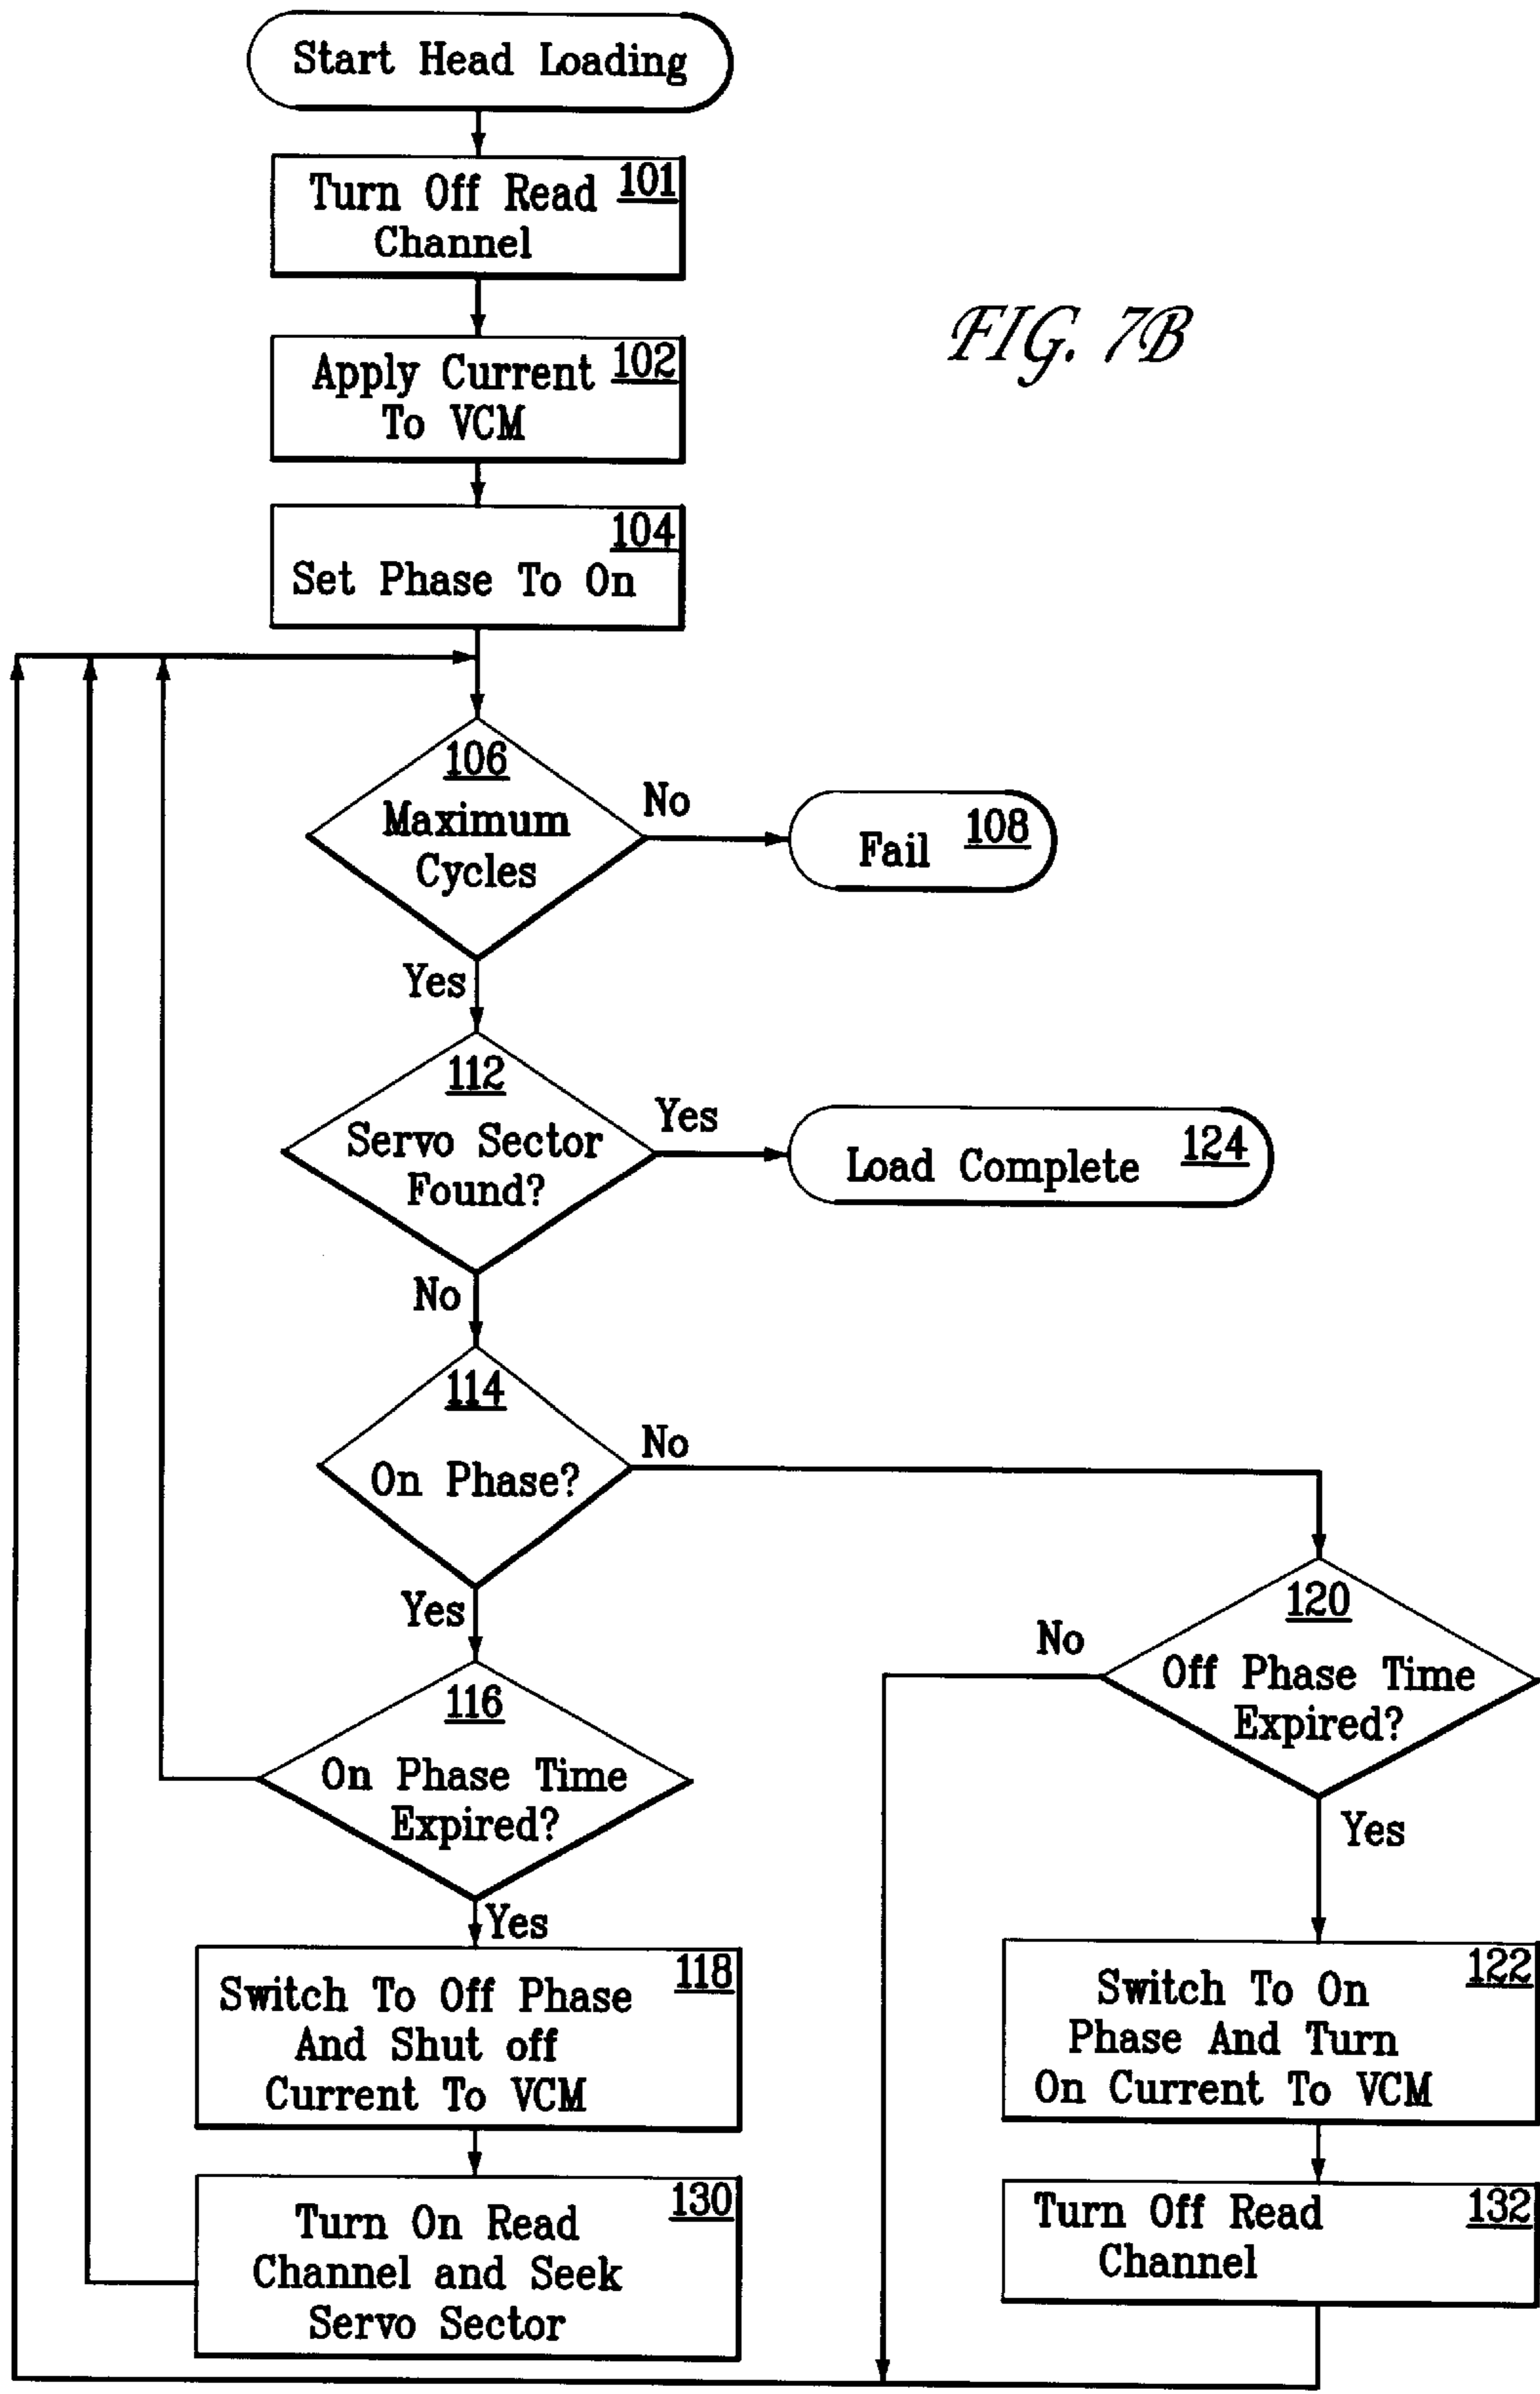 Start Head Loading
101
Turn Off Read
Channel
FIG. 7B
102
Apply Current
To VCM
104
Set Phase To On
106
Maximum
Cycles
No
Fail 108
Yes
112
Servo Sector
Found?
Yes
Load Complete 124
No
114
On Phase?
No
Yes
120
Off Phase Time
Expired?
No
Yes
116
On Phase Time
Expired?
Yes
118
Switch To Off Phase
And Shut off
Current To VCM
122
Switch To On
Phase And Turn
On Current To VCM
130
Turn On Read
Channel and Seek
Servo Sector
132
Turn Off Read
Channel